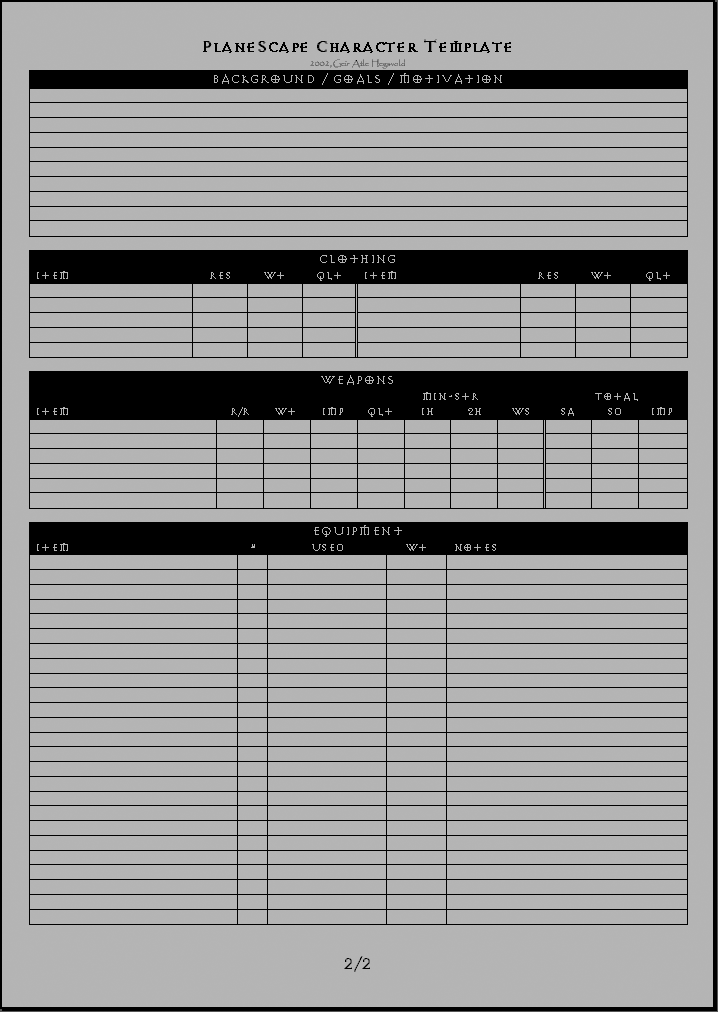 PLANESCAPE CHARACTER TEMPLATE
2002, Geir Atle Hegsvold
BACKGROUND / GOALS / MOTIVATION
CLOTHING
ITEM RES WT QLT ITEM RES WT QLT
WEAPONS
MIN-STR TOTAL
ITEM R/R WT IMP QLT 1H 2H WS SA SO IMP
EQUIPMENT
ITEM # USED WT NOTES
2/2